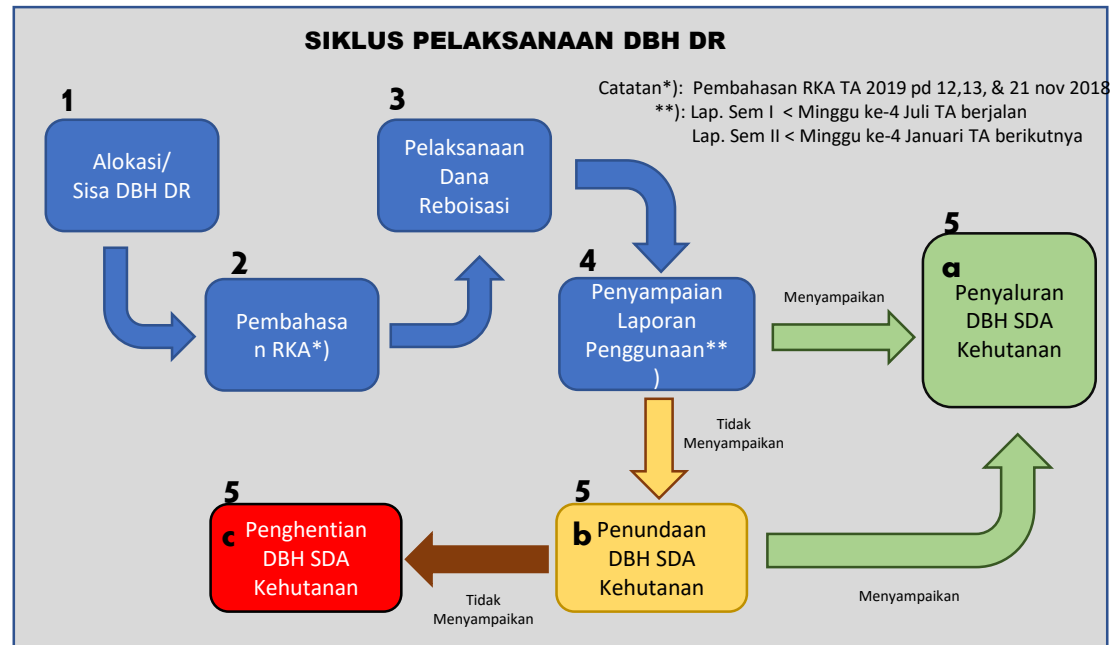 SIKLUS PELAKSANAAN DBH DR
Catatan*): Pembahasan RKA TA 2019 pd 12,13, & 21 nov 2018
**): Lap. Sem I < Minggu ke-4 Juli TA berjalan
Lap. Sem II < Minggu ke-4 Januari TA berikutnya
1
Alokasi/
Sisa DBH DR
2
Pembahasa
n RKA*)
3
Pelaksanaan
Dana
Reboisasi
4
Penyampaian
Laporan
Penggunaan**
)
Menyampaikan
5
a
Penyaluran
DBH SDA
Kehutanan
Tidak
Menyampaikan
5
b
Penundaan
DBH SDA
Kehutanan
Menyampaikan
Tidak
Menyampaikan
5
c
Penghentian
DBH SDA
Kehutanan